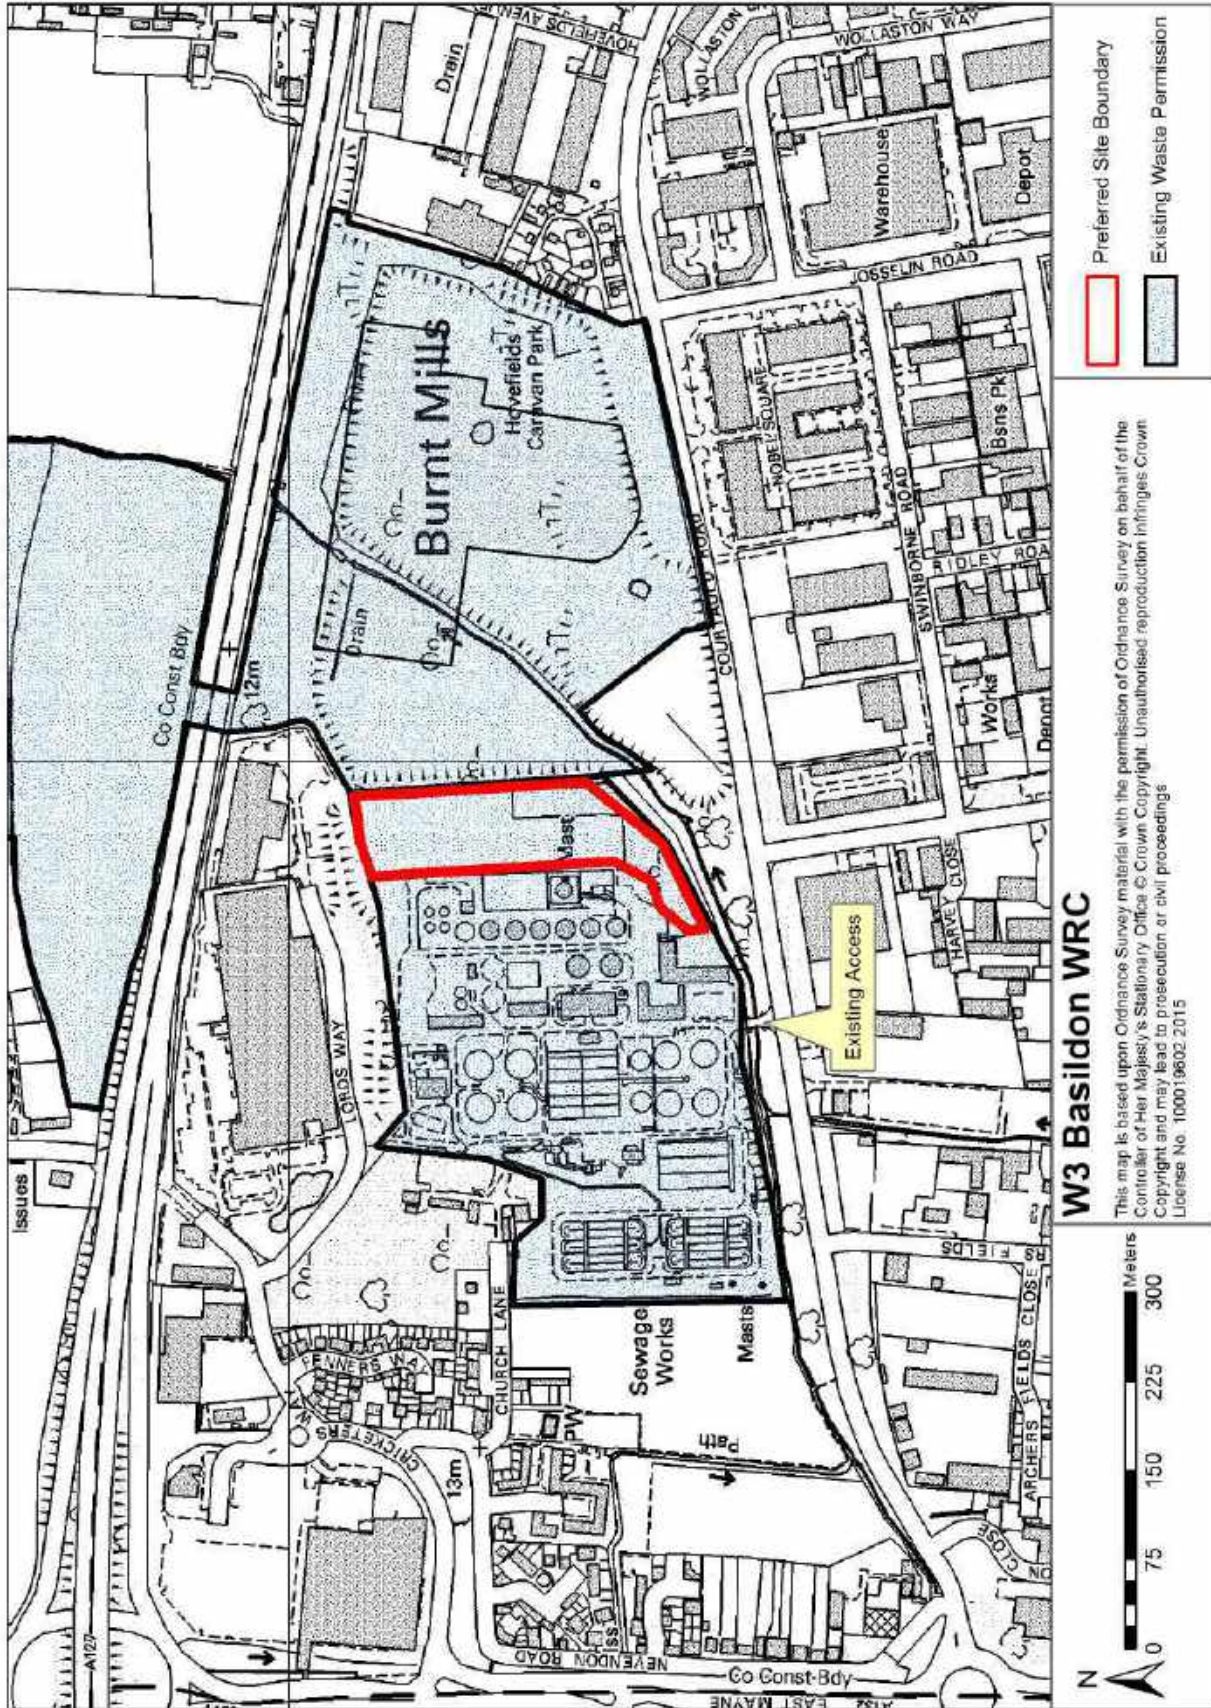 A127
Issues
Co Const Bdy
12m
Drain
HOVEFIELDS AVENUE
Drain
LORDS WAY
Burnt Mills
Hovefields
Caravan Park
WOLLASTON WAY
FENNERS WAY
CRICKETERS WAY
CHURCH LANE
13m
PW
Sewage
Works
Masts
Mast
Path
NEVENDON ROAD
Co Const Bdy
EAST MAYNE
A132
COURTAULD ROAD
NOBEL SQUARE
Warehouse
JOSSELIN ROAD
Depot
SWINBORNE ROAD
Bsns Pk
RIDLEY ROA
Works
Depot
HARVEY CLOSE
Existing Access
RS FIELDS
ARCHERS FIELDS CLOSE
ON CLOSE
N
0 75 150 225 300
Meters
W3 Basildon WRC
This map is based upon Ordnance Survey material with the permission of Ordnance Survey on behalf of the
Controller of Her Majesty's Stationary Office © Crown Copyright. Unauthorised reproduction infringes Crown
Copyright and may lead to prosecution or civil proceedings
License No. 100019602 2015
Preferred Site Boundary
Existing Waste Permission